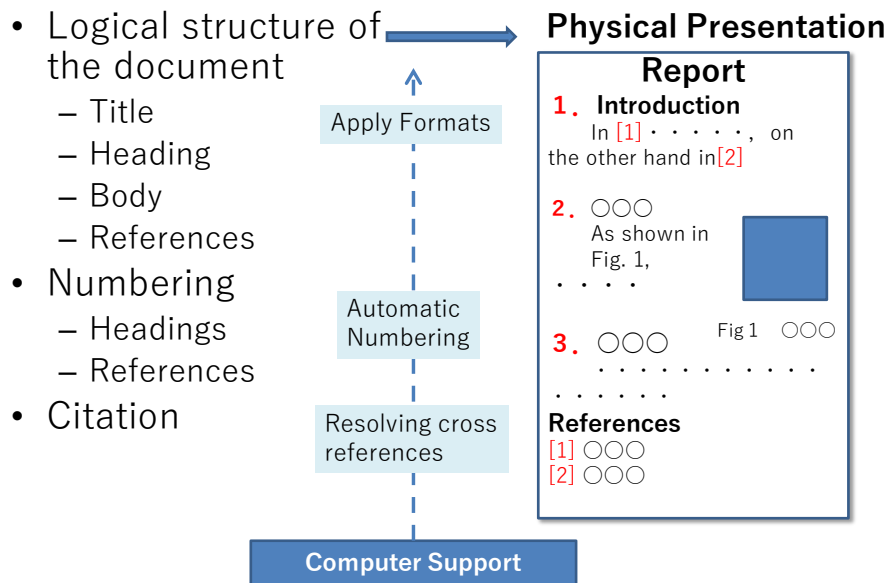 • Logical structure of
the document
– Title
– Heading
– Body
– References
• Numbering
– Headings
– References
• Citation
Apply Formats
Automatic
Numbering
Resolving cross
references
Computer Support
Physical Presentation
Report
1. Introduction
In [1]・・・・・, on
the other hand in[2]
2. ○○○
As shown in
Fig. 1,
・・・・
Fig 1 ○○○
3. ○○○
・・・・・・・・・・・
・・・・・・
References
[1] ○○○
[2] ○○○